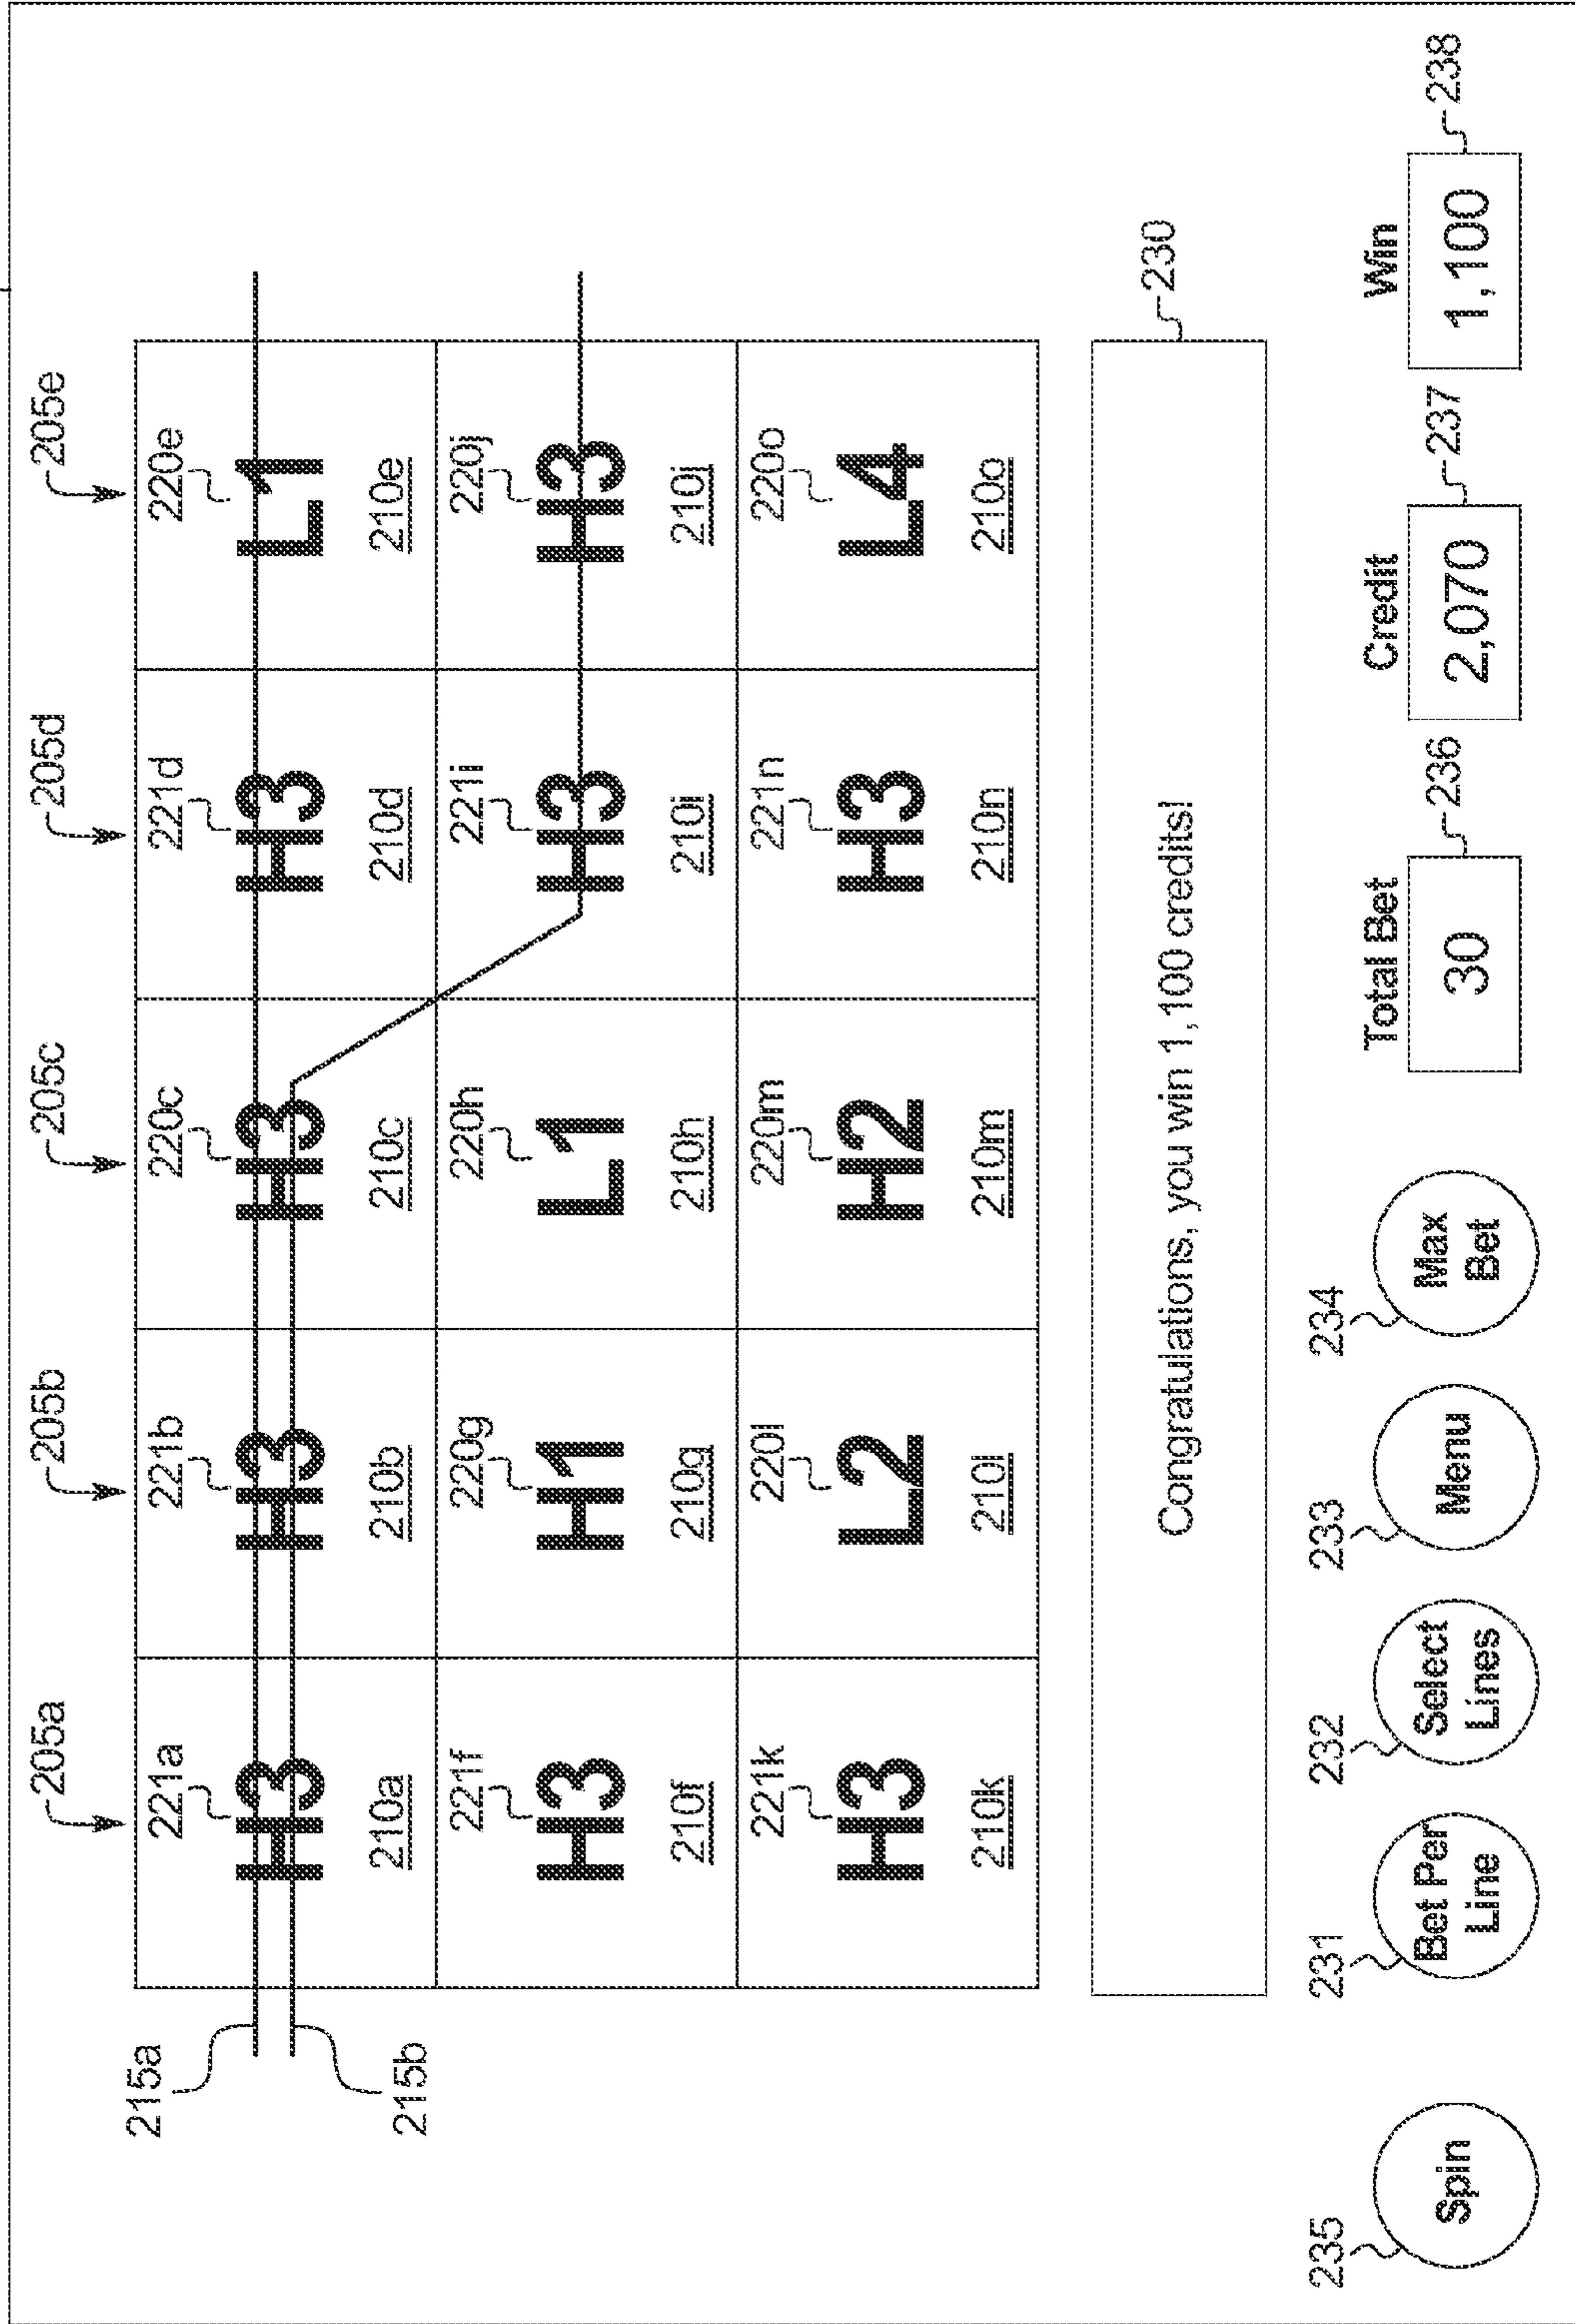 205a 205b 205c 205d 205e
221a 221b 220c 221d 220e
215a H3 H3 H3 H3 L1
215b 210a 210b 210c 210d 210e
221f 220g 220h 221i 220j
H3 H1 L1 H3 H3
210f 210g 210h 210i 210j
221k 220l 220m 221n 220o
H3 L2 H2 H3 L4
210k 210l 210m 210n 210o
230
Congratulations, you win 1,100 credits!
235 231 232 233 234
Total Bet Credit Win
Spin
Bet Per
Line
Select
Lines
Menu
Max
Bet
30 236 2,070 237 1,100 238